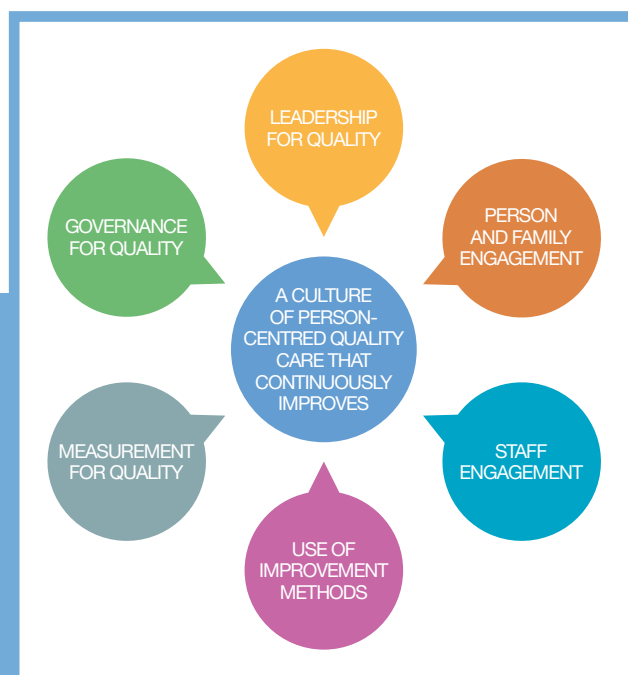 LEADERSHIP
FOR QUALITY
PERSON
AND FAMILY
ENGAGEMENT
STAFF
ENGAGEMENT
USE OF
IMPROVEMENT
METHODS
MEASUREMENT
FOR QUALITY
GOVERNANCE
FOR QUALITY
A CULTURE
OF PERSON-
CENTRED QUALITY
CARE THAT
CONTINUOUSLY
IMPROVES